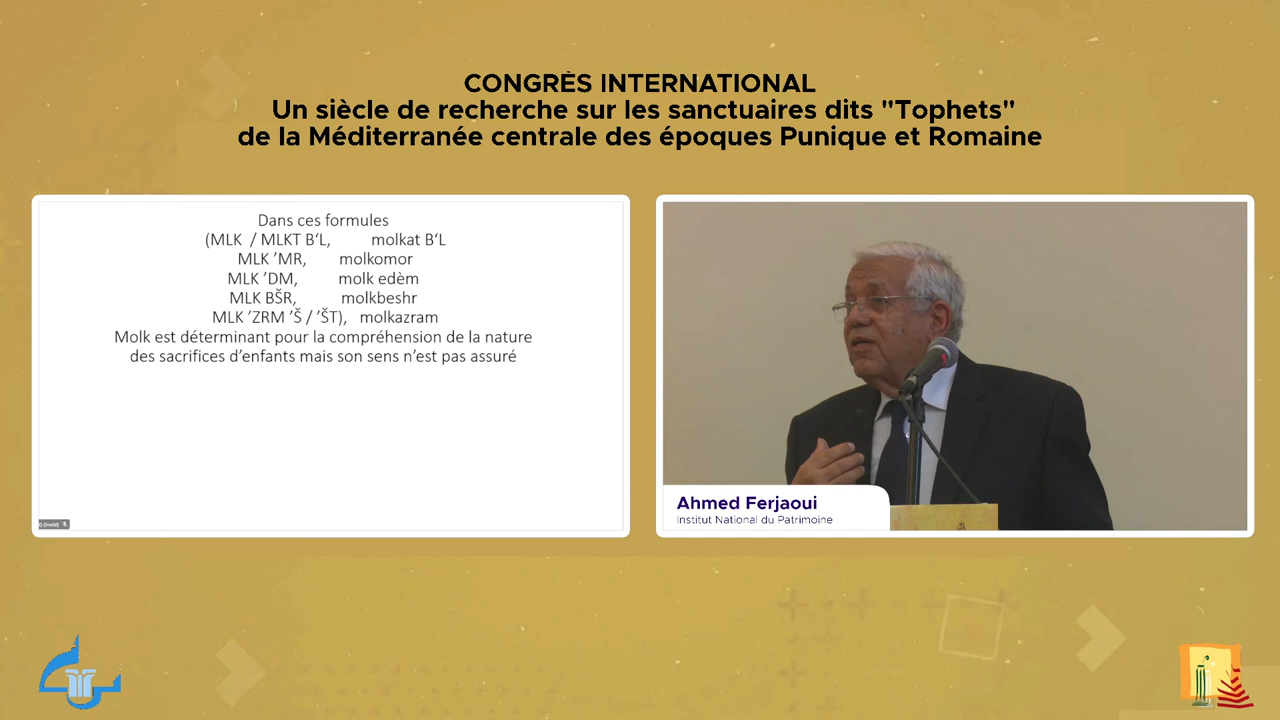 CONGRÈS INTERNATIONAL
Un siècle de recherche sur les sanctuaires dits "Tophets"
de la Méditerranée centrale des époques Punique et Romaine
Dans ces formules
(MLK / MLKT B‘L, molkat B‘L
MLK ’MR, molkomor
MLK ’DM, molk edèm
MLK BŠR, molkbeshr
MLK ’ZRM ’Š / ’ŠT), molkazram
Molk est déterminant pour la compréhension de la nature
des sacrifices d’enfants mais son sens n’est pas assuré
Ahmed Ferjaoui
Institut National du Patrimoine